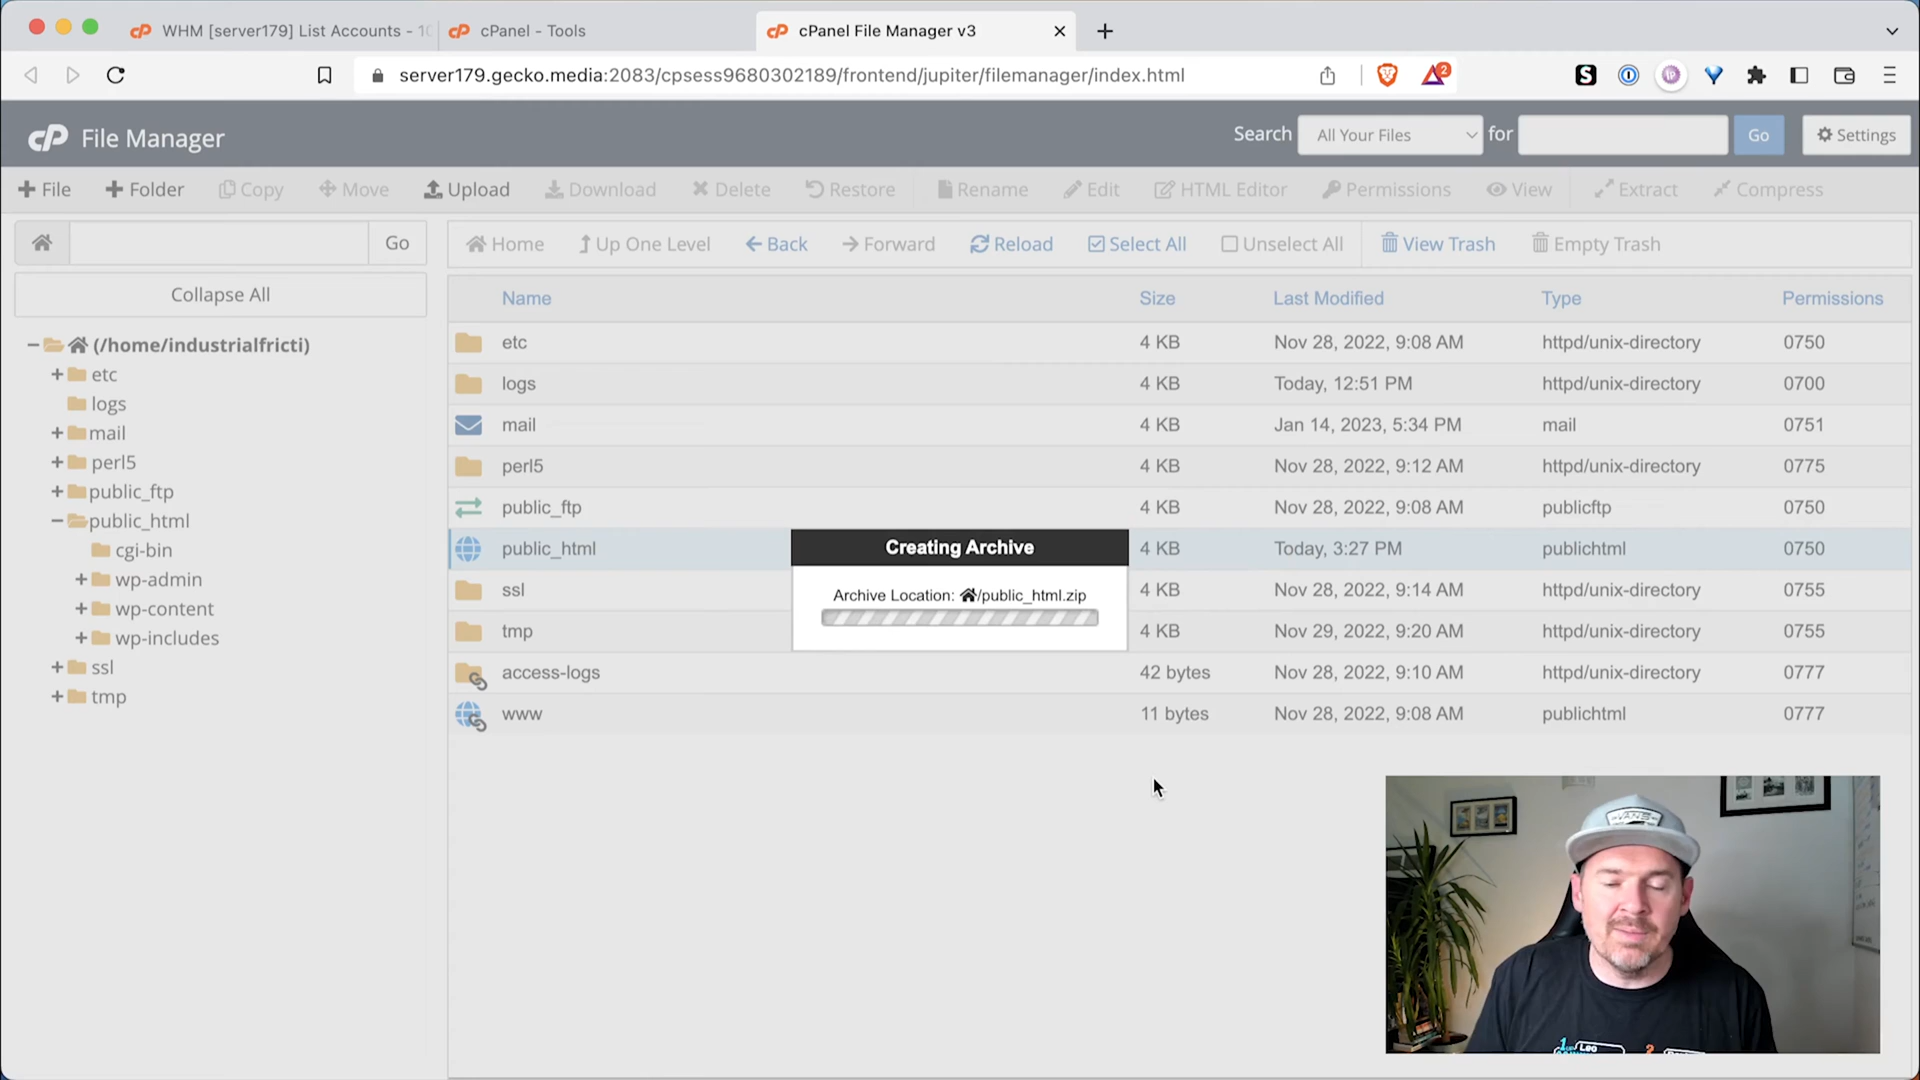 WHM [server179] List Accounts - 10
cPanel - Tools
cPanel File Manager v3
server179.gecko.media:2083/cpsess9680302189/frontend/jupiter/filemanager/index.html
2
cP File Manager
Search All Your Files for Go Settings
File Folder Copy Move Upload Download Delete Restore Rename Edit HTML Editor Permissions View Extract Compress
Go
Home Up One Level Back Forward Reload Select All Unselect All View Trash Empty Trash
Collapse All
(/home/industrialfricti)
etc
logs
mail
perl5
public_ftp
public_html
cgi-bin
wp-admin
wp-content
wp-includes
ssl
tmp
Name Size Last Modified Type Permissions
etc 4 KB Nov 28, 2022, 9:08 AM httpd/unix-directory 0750
logs 4 KB Today, 12:51 PM httpd/unix-directory 0700
mail 4 KB Jan 14, 2023, 5:34 PM mail 0751
perl5 4 KB Nov 28, 2022, 9:12 AM httpd/unix-directory 0775
public_ftp 4 KB Nov 28, 2022, 9:08 AM publicftp 0750
public_html 4 KB Today, 3:27 PM publichtml 0750
ssl 4 KB Nov 28, 2022, 9:14 AM httpd/unix-directory 0755
tmp 4 KB Nov 29, 2022, 9:20 AM httpd/unix-directory 0755
access-logs 42 bytes Nov 28, 2022, 9:10 AM httpd/unix-directory 0777
www 11 bytes Nov 28, 2022, 9:08 AM publichtml 0777
Creating Archive
Archive Location: /public_html.zip
VANS
Leo